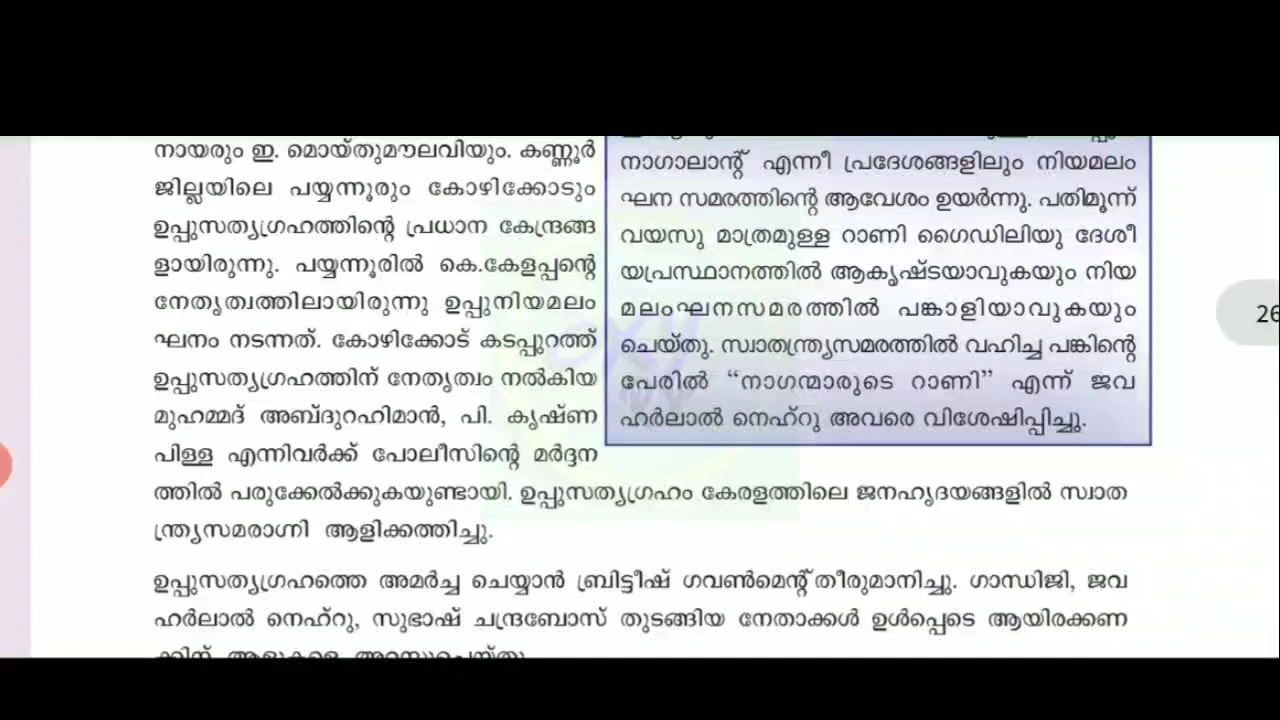 നായരും ഇ. മൊയ്തുമൗലവിയും. കണ്ണൂർ
ജില്ലയിലെ പയ്യന്നൂരും കോഴിക്കോടും
ഉപ്പുസത്യഗ്രഹത്തിന്റെ പ്രധാന കേന്ദ്രങ്ങ
ളായിരുന്നു. പയ്യന്നൂരിൽ കെ.കേളപ്പന്റെ
നേതൃത്വത്തിലായിരുന്നു ഉപ്പുനിയമലം
ഘനം നടന്നത്. കോഴിക്കോട് കടപ്പുറത്ത്
ഉപ്പുസത്യഗ്രഹത്തിന് നേതൃത്വം നൽകിയ
മുഹമ്മദ് അബ്ദുറഹിമാൻ, പി. കൃഷ്ണ
പിള്ള എന്നിവർക്ക് പോലീസിന്റെ മർദ്ദന
ത്തിൽ പരുക്കേൽക്കുകയുണ്ടായി. ഉപ്പുസത്യഗ്രഹം കേരളത്തിലെ ജനഹൃദയങ്ങളിൽ സ്വാത
ന്ത്ര്യസമരാഗ്നി ആളിക്കത്തിച്ചു.
നാഗാലാന്റ് എന്നീ പ്രദേശങ്ങളിലും നിയമലം
ഘന സമരത്തിന്റെ ആവേശം ഉയർന്നു. പതിമൂന്ന്
വയസു മാത്രമുള്ള റാണി ഗൈഡിലിയു ദേശീ
യപ്രസ്ഥാനത്തിൽ ആകൃഷ്ടയാവുകയും നിയ
മലംഘനസമരത്തിൽ പങ്കാളിയാവുകയും
ചെയ്തു. സ്വാതന്ത്ര്യസമരത്തിൽ വഹിച്ച പങ്കിന്റെ
പേരിൽ “നാഗന്മാരുടെ റാണി” എന്ന് ജവ
ഹർലാൽ നെഹ്റു അവരെ വിശേഷിപ്പിച്ചു.
ഉപ്പുസത്യഗ്രഹത്തെ അമർച്ച ചെയ്യാൻ ബ്രിട്ടീഷ് ഗവൺമെന്റ് തീരുമാനിച്ചു. ഗാന്ധിജി, ജവ
ഹർലാൽ നെഹ്റു, സുഭാഷ് ചന്ദ്രബോസ് തുടങ്ങിയ നേതാക്കൾ ഉൾപ്പെടെ ആയിരക്കണ
26